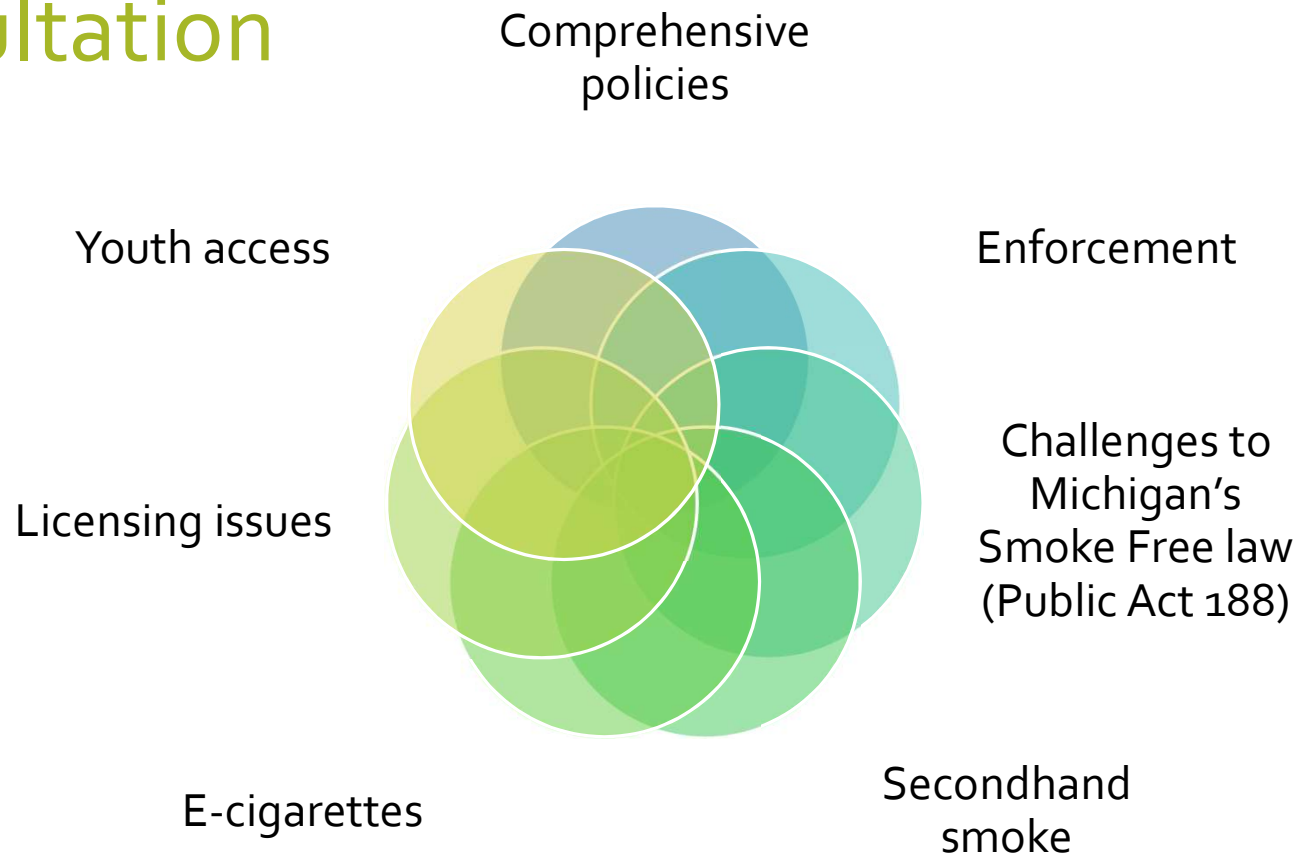 ultation
Comprehensive
policies
Youth access
Enforcement
Challenges to
Michigan’s
Smoke Free law
(Public Act 188)
Licensing issues
E-cigarettes
Secondhand
smoke